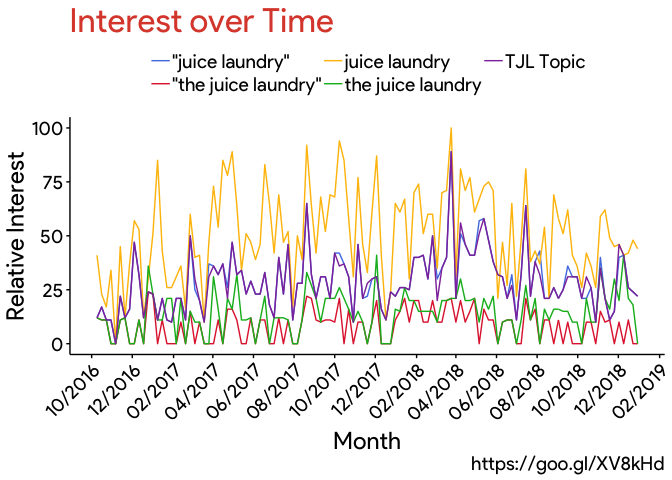 Interest over Time
"juice laundry" juice laundry TJL Topic
"the juice laundry" the juice laundry
Relative Interest
100
75
50
25
0
10/2016 12/2016 02/2017 04/2017 06/2017 08/2017 10/2017 12/2017 02/2018 04/2018 06/2018 08/2018 10/2018 12/2018 02/2019
Month
https://goo.gl/XV8kHd